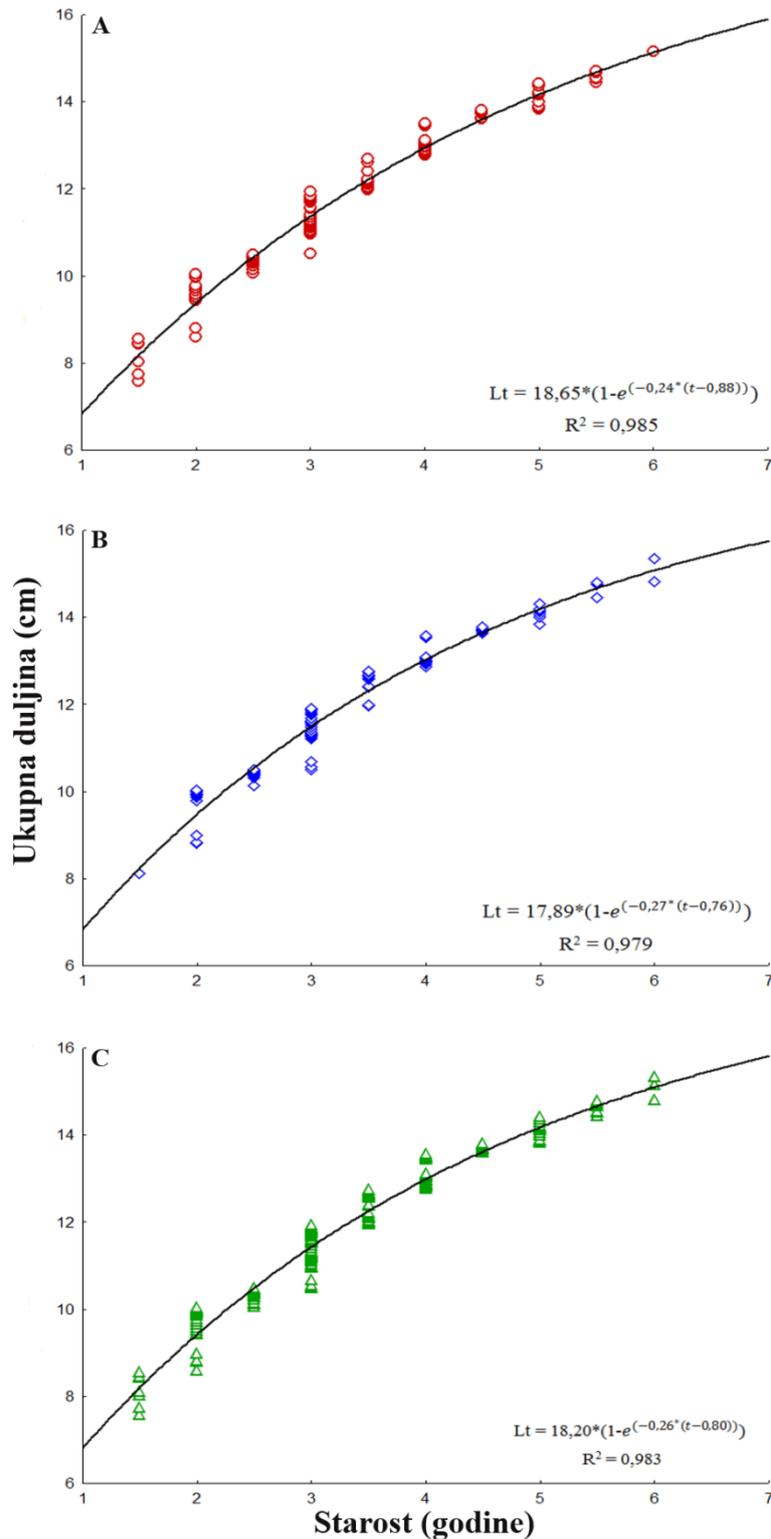 A
16
14
12
10
8
6
Lt = 18,65*(1-e^(−0,24*(t−0,88)))
R² = 0,985
1 2 3 4 5 6 7
B
16
14
12
10
8
6
Ukupna duljina (cm)
Lt = 17,89*(1-e^(−0,27*(t−0,76)))
R² = 0,979
1 2 3 4 5 6 7
C
16
14
12
10
8
6
Lt = 18,20*(1-e^(−0,26*(t−0,80)))
R² = 0,983
1 2 3 4 5 6 7
Starost (godine)